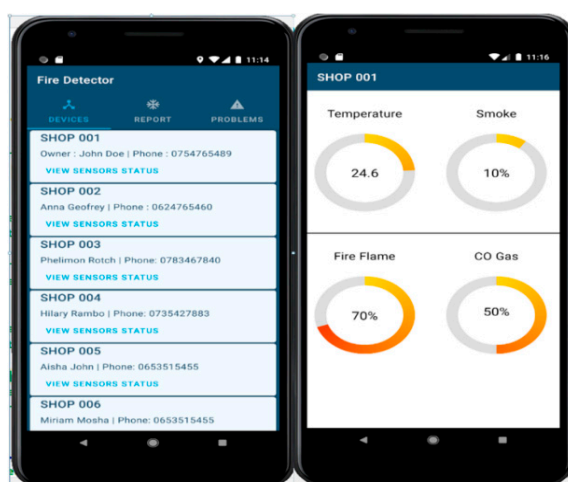 11:14
Fire Detector
DEVICES REPORT PROBLEMS
SHOP 001
Owner : John Doe | Phone : 0754765489
VIEW SENSORS STATUS
SHOP 002
Anna Geofrey | Phone : 0624765460
VIEW SENSORS STATUS
SHOP 003
Phelimon Rotch | Phone: 0783467840
VIEW SENSORS STATUS
SHOP 004
Hilary Rambo | Phone: 0735427883
VIEW SENSORS STATUS
SHOP 005
Aisha John | Phone: 0653515455
VIEW SENSORS STATUS
SHOP 006
Miriam Mosha | Phone: 0653515455
11:16
SHOP 001
Temperature Smoke
24.6 10%
Fire Flame CO Gas
70% 50%